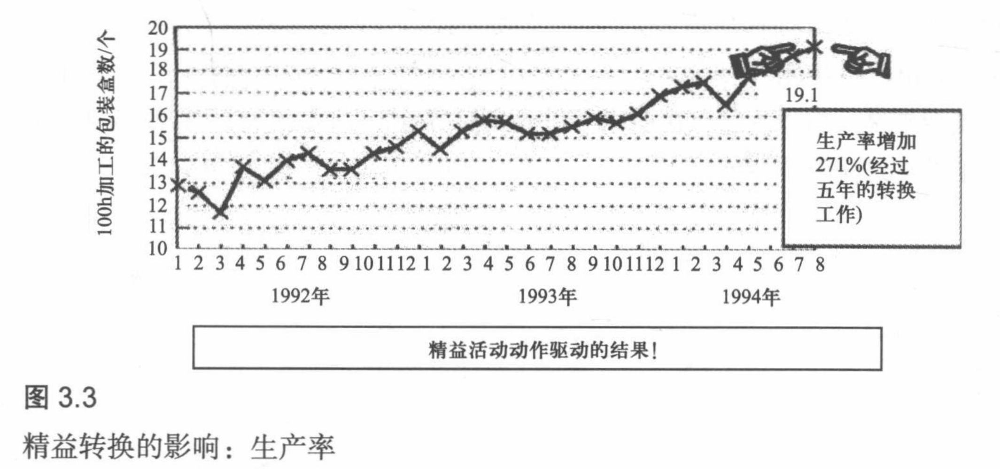 100h加工的包装盒数/个
20
19
18
17
16
15
14
13
12
11
10
19.1
生产率增加
271%(经过
五年的转换
工作)
1 2 3 4 5 6 7 8 9 10 11 12 1 2 3 4 5 6 7 8 9 10 11 12 1 2 3 4 5 6 7 8
1992年 1993年 1994年
精益活动动作驱动的结果!
图 3.3
精益转换的影响：生产率